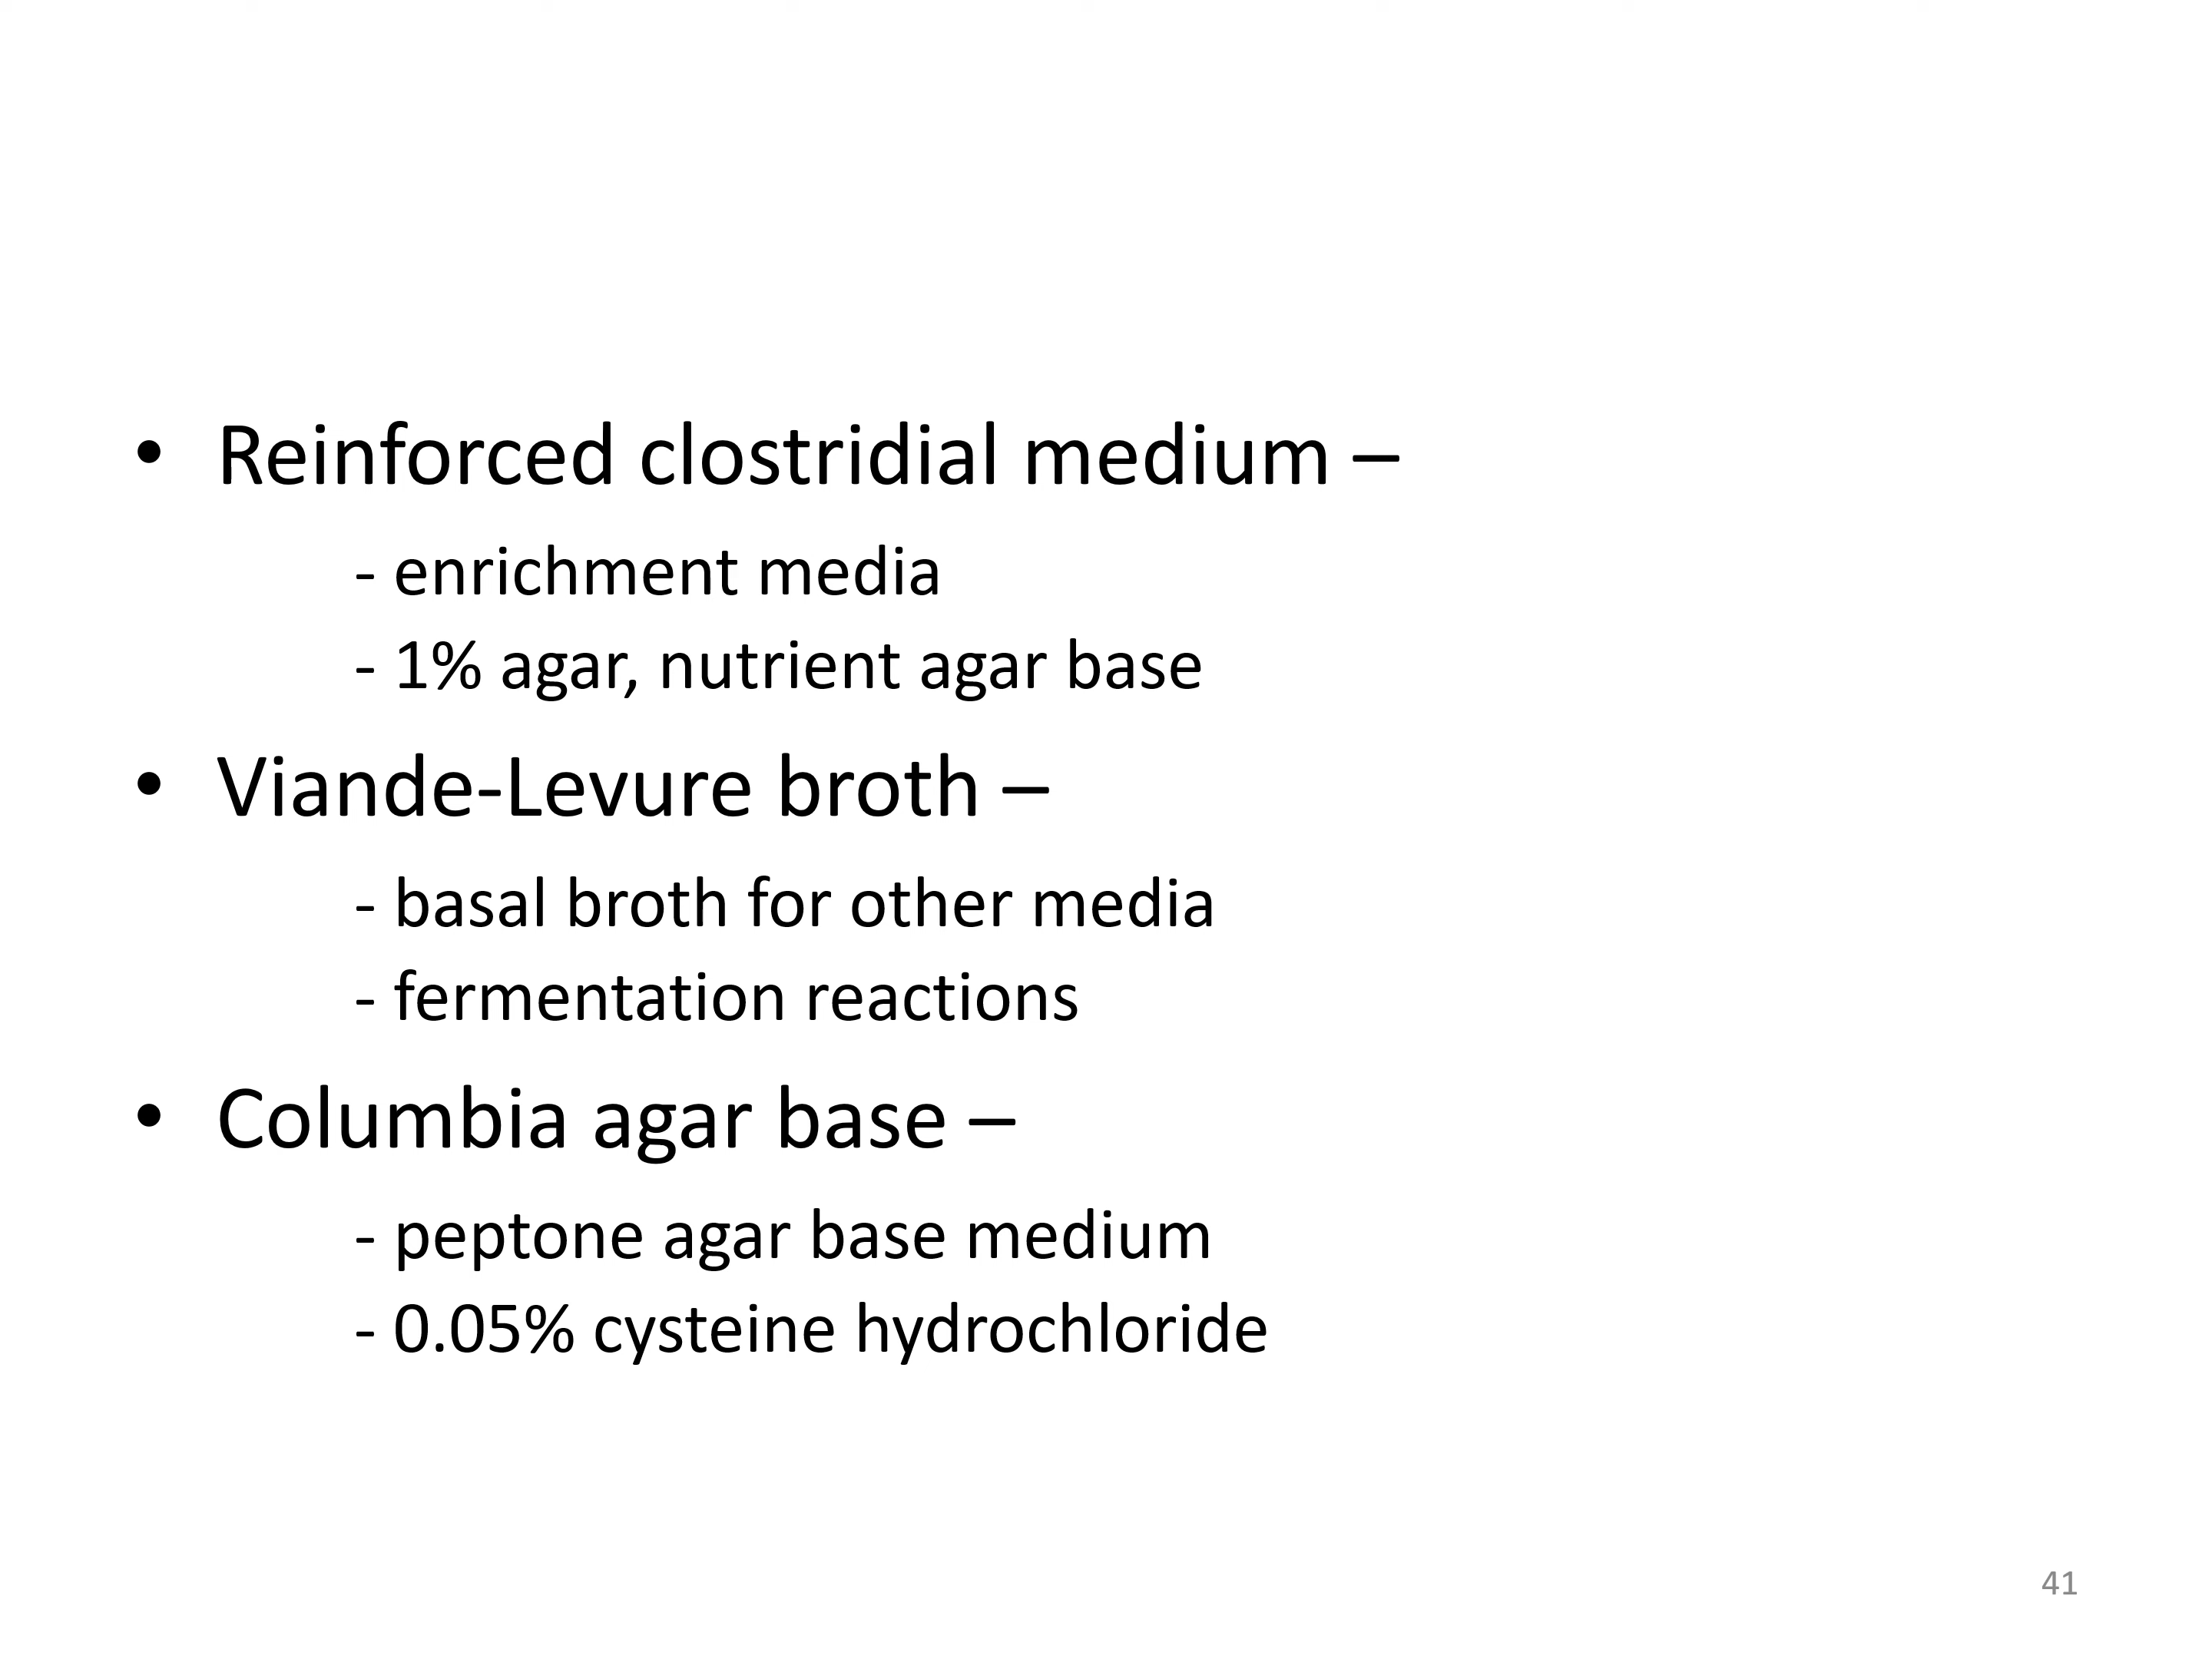 • Reinforced clostridial medium –
- enrichment media
- 1% agar, nutrient agar base
• Viande-Levure broth –
- basal broth for other media
- fermentation reactions
• Columbia agar base –
- peptone agar base medium
- 0.05% cysteine hydrochloride
41